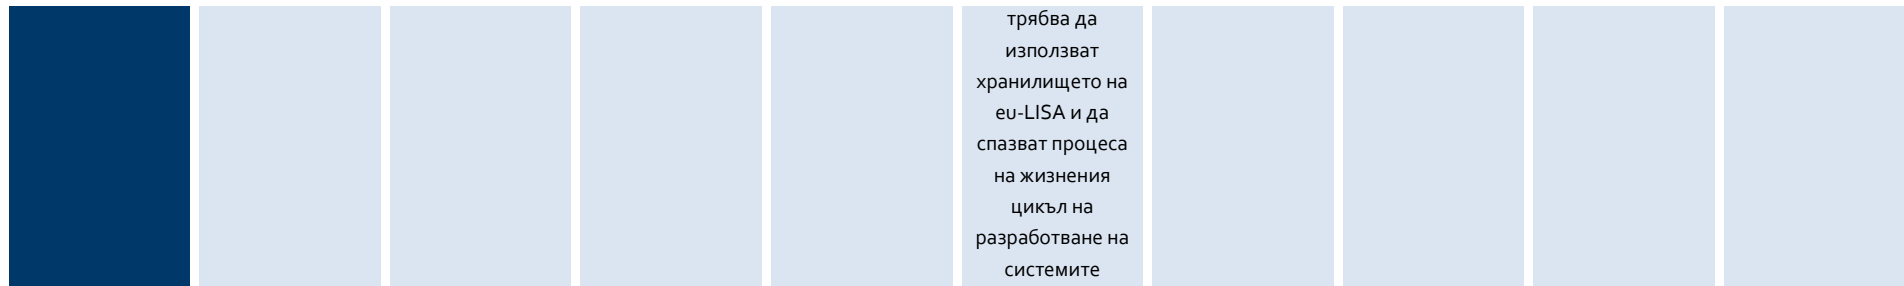 трябва да
използват
хранилището на
eu-LISA и да
спазват процеса
на жизнения
цикъл на
разработване на
системите